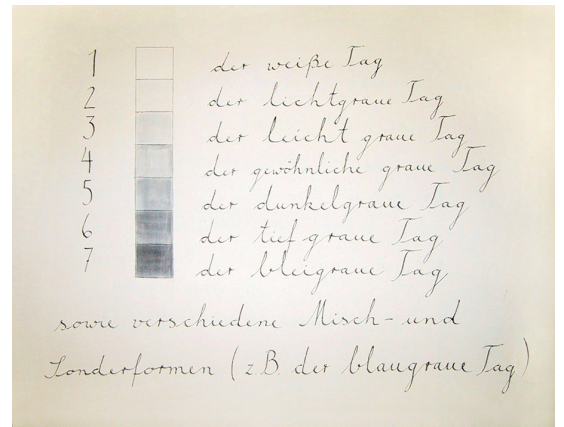 1 der weiße Tag
2 der lichtgraue Tag
3 der leicht graue Tag
4 der gewöhnliche graue Tag
5 der dunkelgraue Tag
6 der tiefgraue Tag
7 der bleigraue Tag
sowie verschiedene Misch- und
Sonderformen (z.B. der blaugraue Tag)